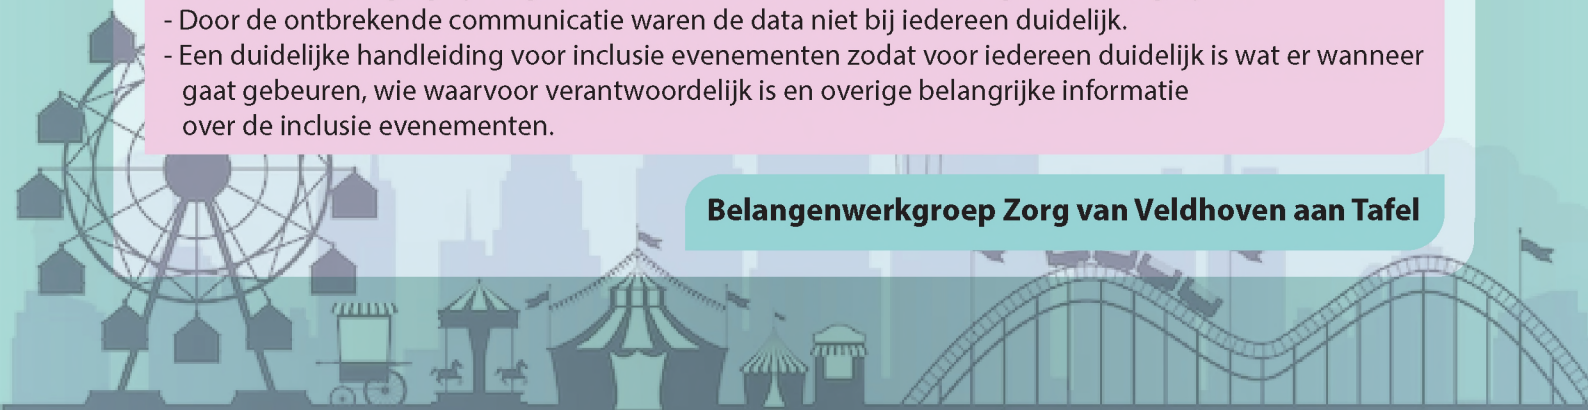 - Door de ontbrekende communicatie waren de data niet bij iedereen duidelijk.
- Een duidelijke handleiding voor inclusie evenementen zodat voor iedereen duidelijk is wat er wanneer
gaat gebeuren, wie waarvoor verantwoordelijk is en overige belangrijke informatie
over de inclusie evenementen.
Belangenwerkgroep Zorg van Veldhoven aan Tafel